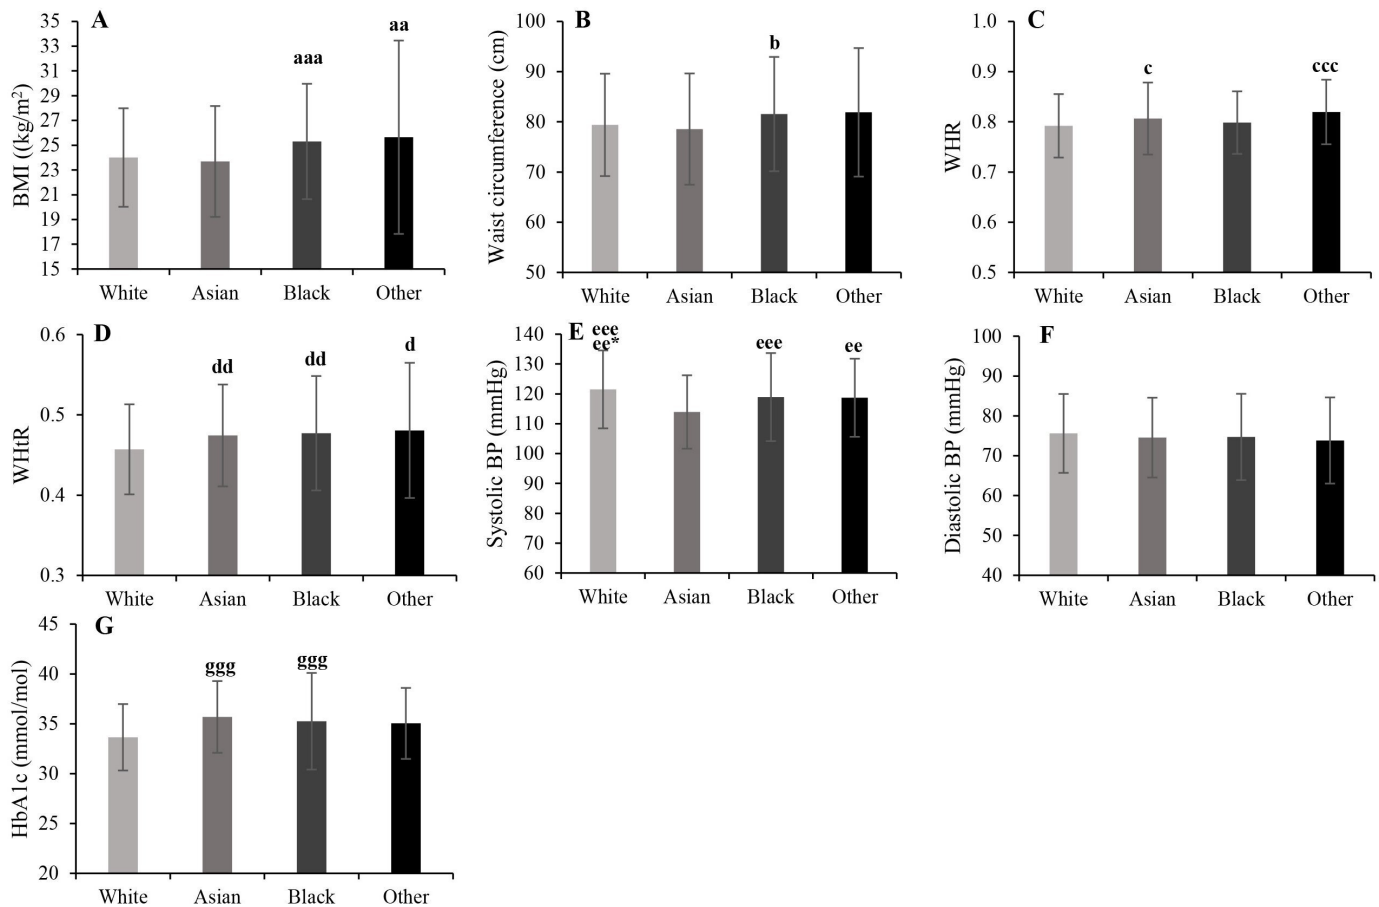 A
BMI ((kg/m²)
35
33
31
29
27
25
23
21
19
17
15
aaa
aa
White Asian Black Other
B
Waist circumference (cm)
100
90
80
70
60
50
b
White Asian Black Other
C
WHR
1.0
0.9
0.8
0.7
0.6
0.5
c
ccc
White Asian Black Other
D
WHtR
0.6
0.5
0.4
0.3
dd
dd
d
White Asian Black Other
E
Systolic BP (mmHg)
140
130
120
110
100
90
80
70
60
eee
ee*
eee
ee
White Asian Black Other
F
Diastolic BP (mmHg)
100
90
80
70
60
50
40
White Asian Black Other
G
HbA1c (mmol/mol)
45
40
35
30
25
20
ggg
ggg
White Asian Black Other